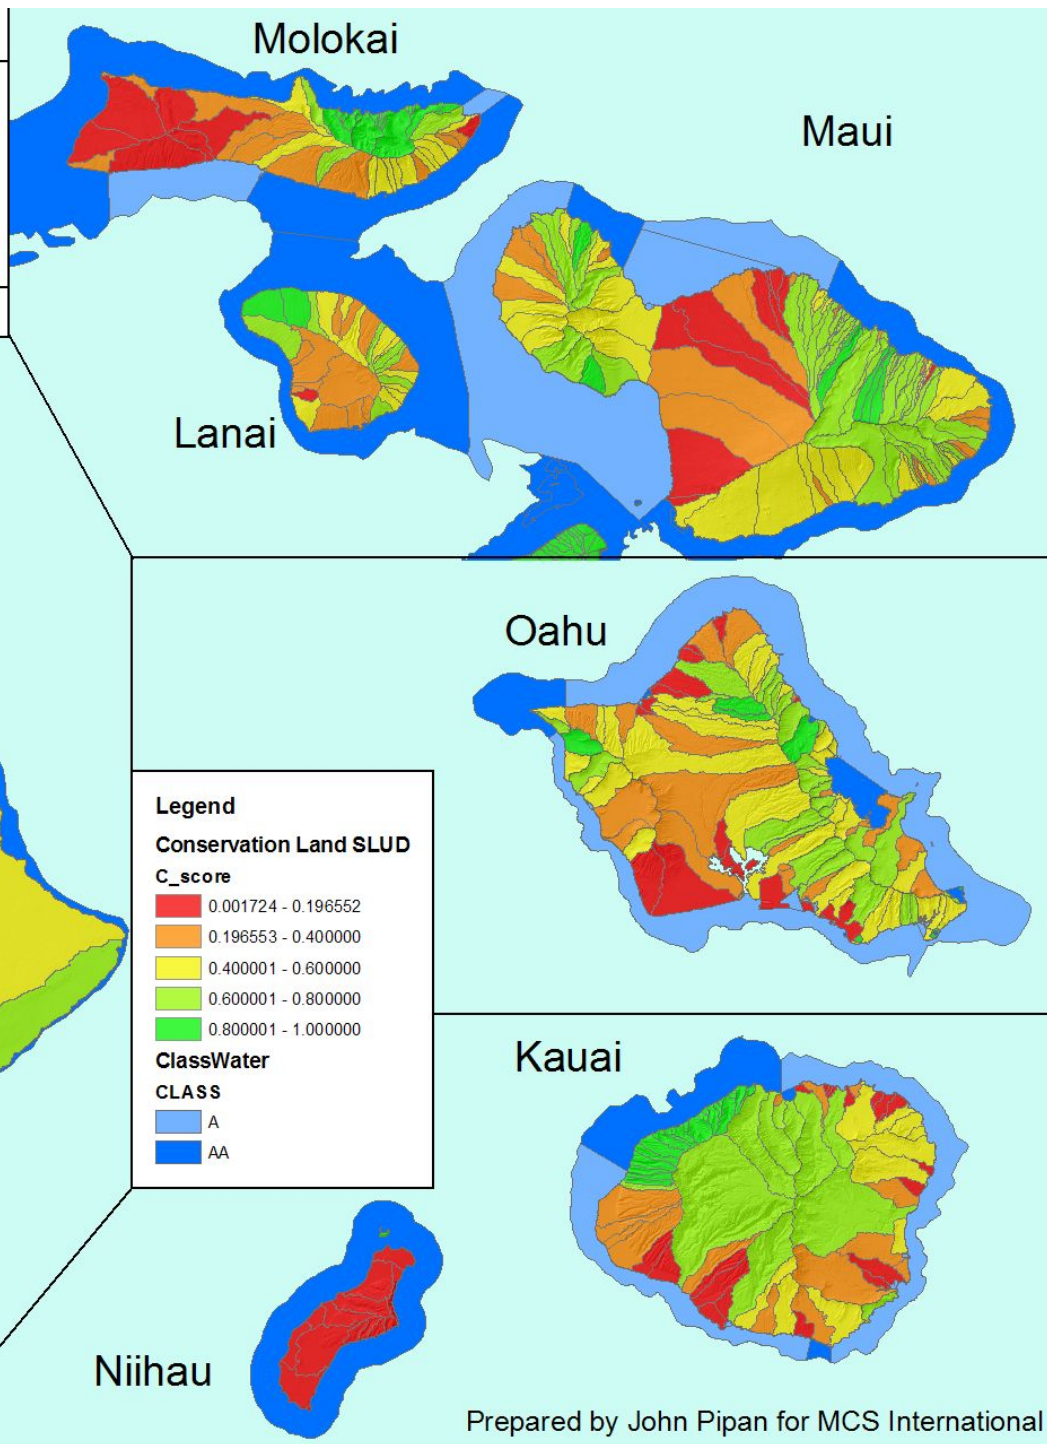 Molokai
Maui
Lanai
Oahu
Legend
Conservation Land SLUD
C_score
0.001724 - 0.196552
0.196553 - 0.400000
0.400001 - 0.600000
0.600001 - 0.800000
0.800001 - 1.000000
ClassWater
CLASS
A
AA
Kauai
Niihau
Prepared by John Pipan for MCS International